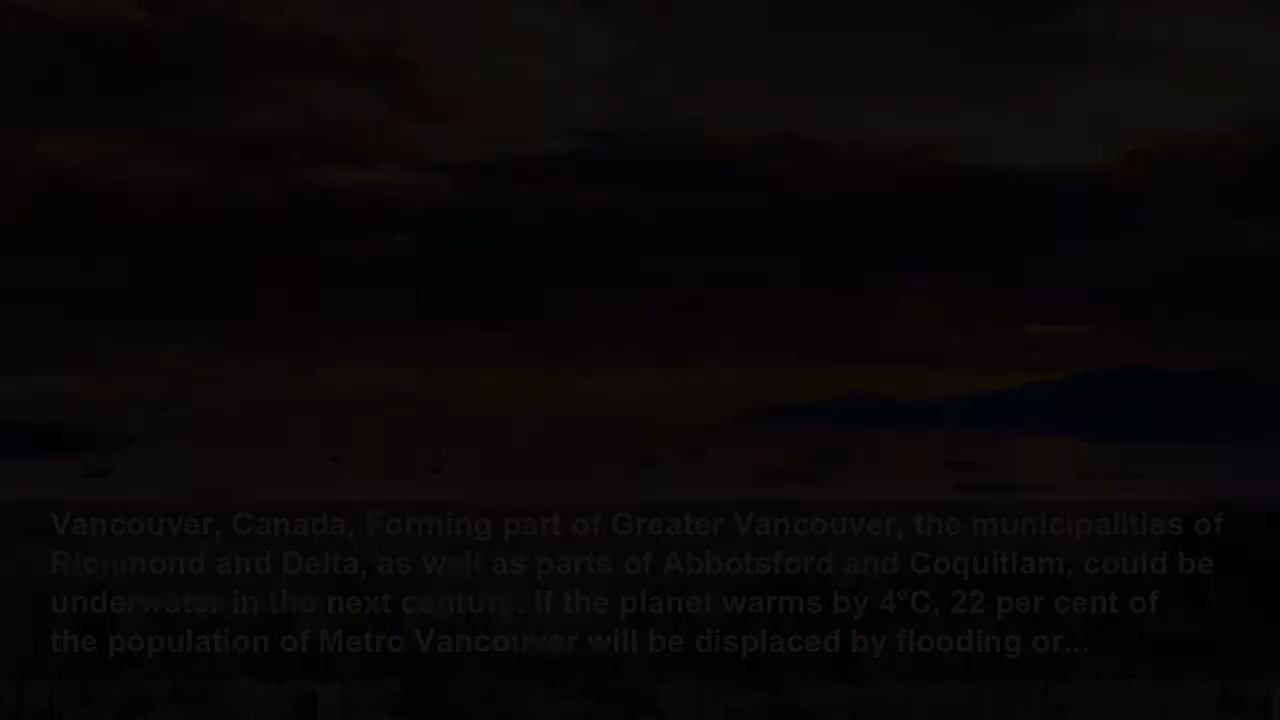 Vancouver, Canada, Forming part of Greater Vancouver, the municipalities of
Richmond and Delta, as well as parts of Abbotsford and Coquitlam, could be
underwater in the next century. If the planet warms by 4°C, 22 per cent of
the population of Metro Vancouver will be displaced by flooding or...